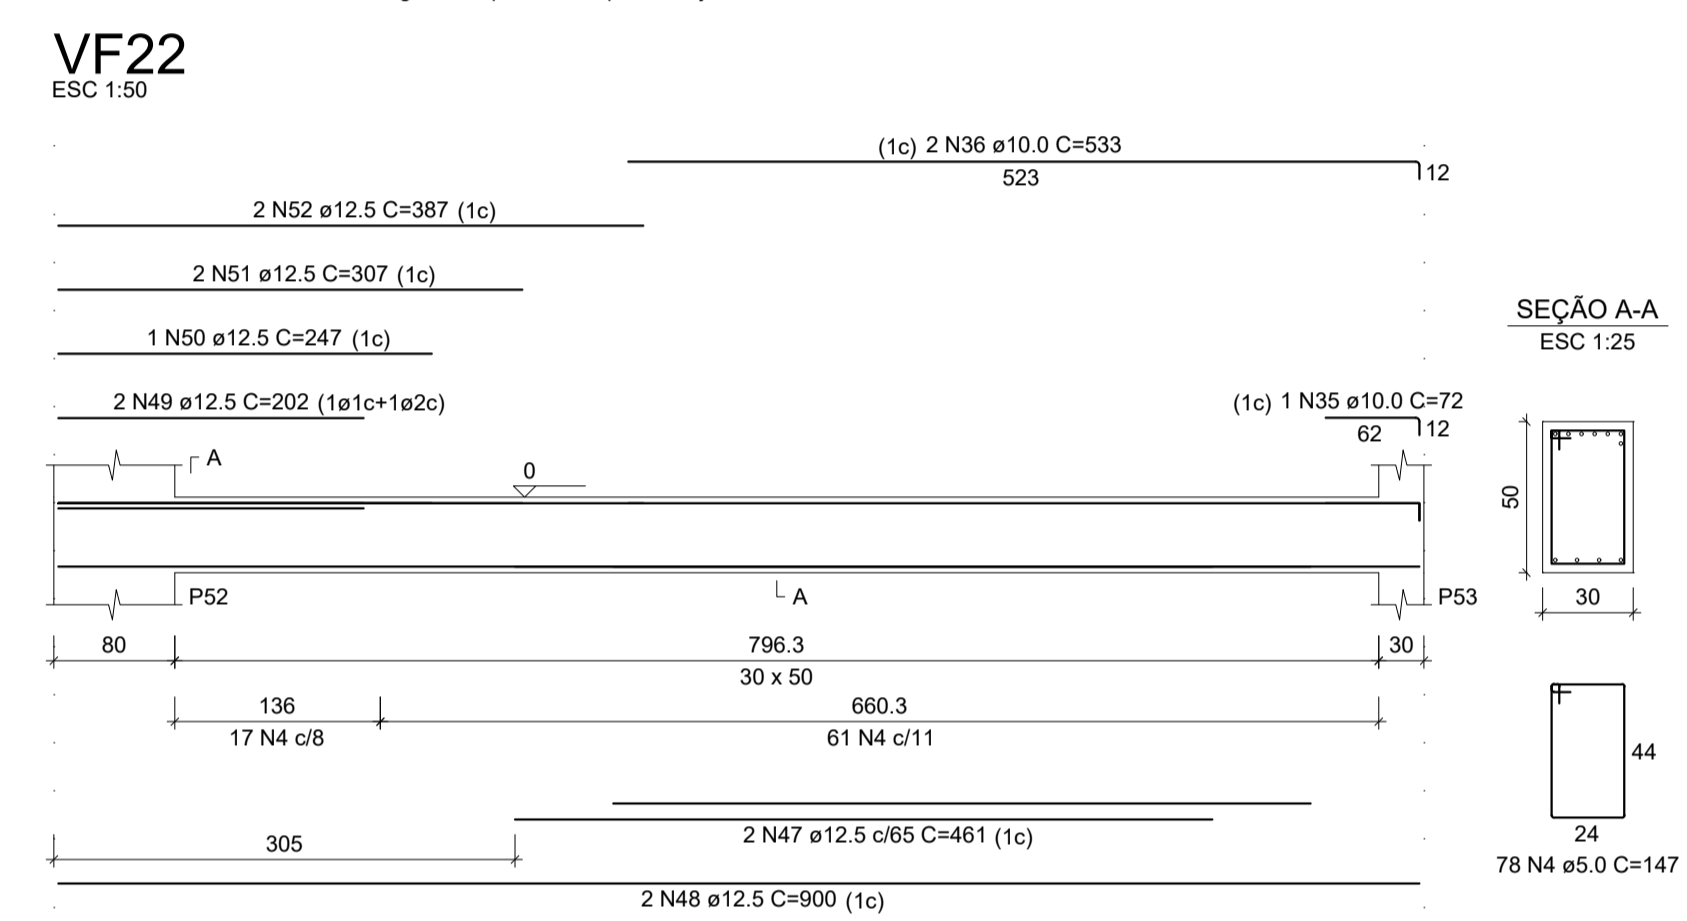 VF22
ESC 1:50
(1c) 2 N36 ø10.0 C=533
523
12
2 N52 ø12.5 C=387 (1c)
2 N51 ø12.5 C=307 (1c)
1 N50 ø12.5 C=247 (1c)
2 N49 ø12.5 C=202 (1ø1c+1ø2c)
(1c) 1 N35 ø10.0 C=72
62
12
A
0
A
P52
P53
80
796.3
30
30 x 50
136
660.3
17 N4 c/8
61 N4 c/11
305
2 N47 ø12.5 c/65 C=461 (1c)
2 N48 ø12.5 C=900 (1c)
SEÇÃO A-A
ESC 1:25
50
30
44
24
78 N4 ø5.0 C=147